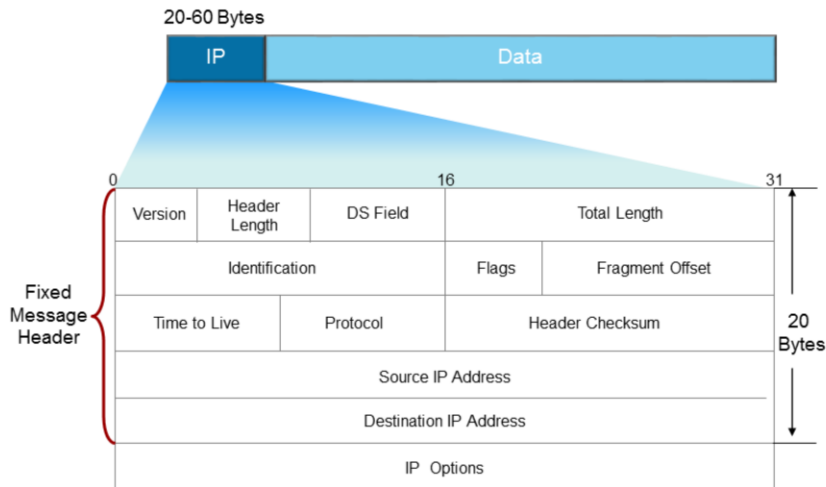 20-60 Bytes
IP
Data
0
16
31
Version
Header
Length
DS Field
Total Length
Identification
Flags
Fragment Offset
Fixed
Message
Header
Time to Live
Protocol
Header Checksum
20
Bytes
Source IP Address
Destination IP Address
IP Options